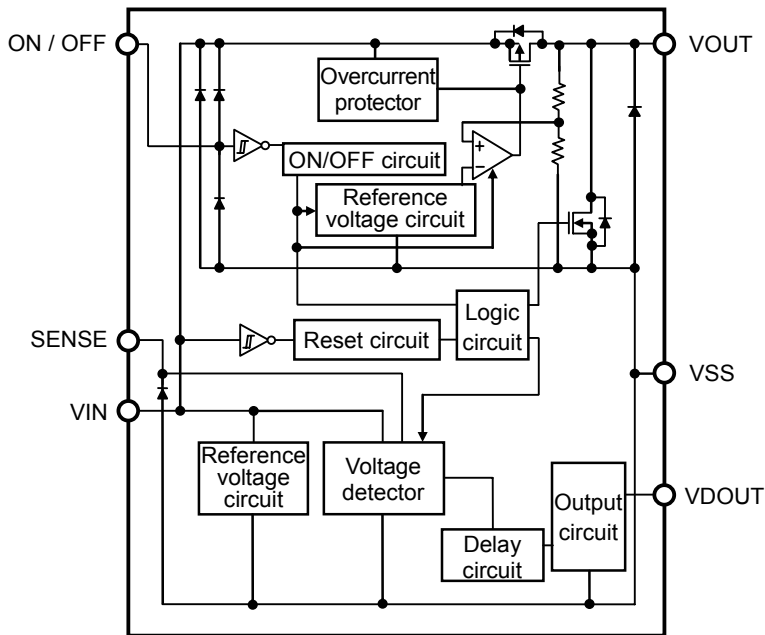 ON / OFF
VOUT
Overcurrent
protector
+
−
ON/OFF circuit
Reference
voltage circuit
SENSE
Reset circuit
Logic
circuit
VSS
VIN
Reference
voltage
circuit
Voltage
detector
Delay
circuit
Output
circuit
VDOUT